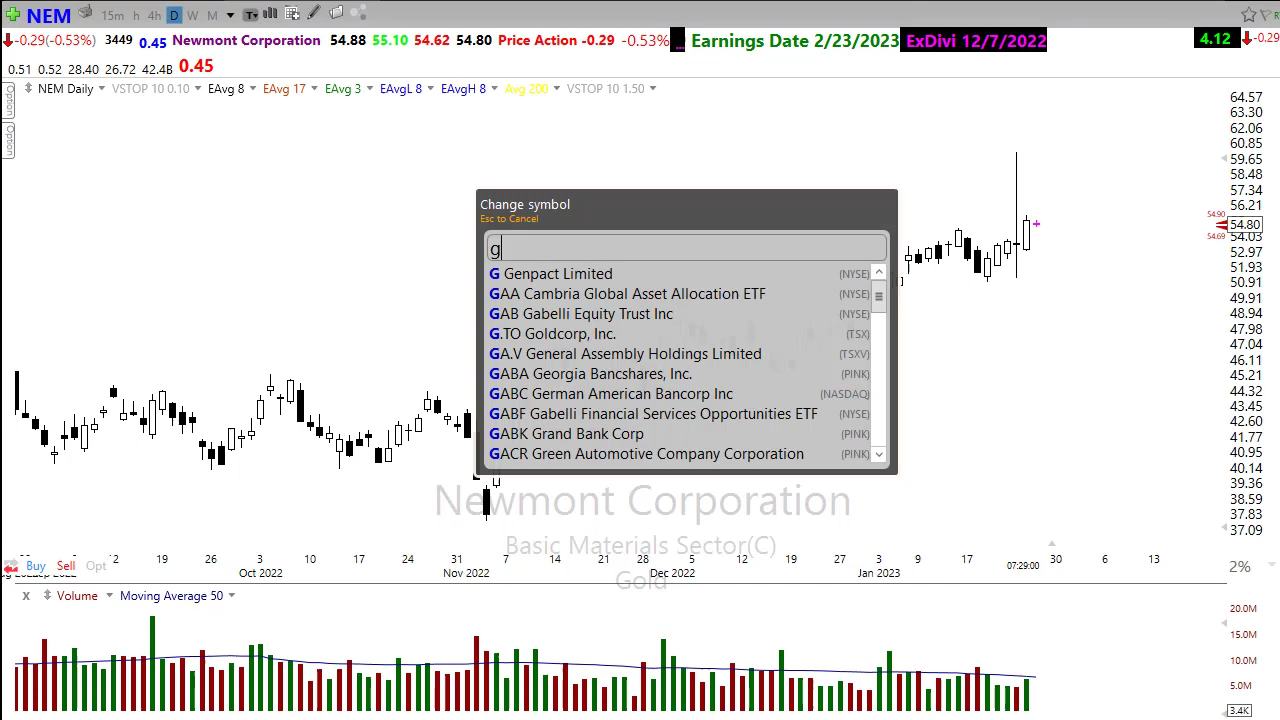 NEM 15m h 4h D W M T
-0.29(-0.53%) 3449 0.45 Newmont Corporation 54.88 55.10 54.62 54.80 Price Action -0.29 -0.53% ... Earnings Date 2/23/2023 ExDivi 12/7/2022 4.12 -0.29
0.51 0.52 28.40 26.72 42.4B 0.45
NEM Daily VSTOP 10 0.10 EAvg 8 EAvg 17 EAvg 3 EAvgL 8 EAvgH 8 Avg 200 VSTOP 10 1.50
Option
Option
64.57
63.30
62.06
60.85
59.65
58.48
57.34
56.21
54.90
54.80
54.69
54.03
52.97
51.93
50.91
49.91
48.94
47.98
47.04
46.11
45.21
44.32
43.45
42.60
41.77
40.95
40.14
39.36
38.59
37.83
37.09
Change symbol
Esc to Cancel
g
G Genpact Limited (NYSE)
GAA Cambria Global Asset Allocation ETF (NYSE)
GAB Gabelli Equity Trust Inc (NYSE)
G.TO Goldcorp, Inc. (TSX)
GA.V General Assembly Holdings Limited (TSXV)
GABA Georgia Bancshares, Inc. (PINK)
GABC German American Bancorp Inc (NASDAQ)
GABF Gabelli Financial Services Opportunities ETF (NYSE)
GABK Grand Bank Corp (PINK)
GACR Green Automotive Company Corporation (PINK)
Newmont Corporation
Basic Materials Sector(C)
Gold
12 19 26 3 10 17 24 31 7 14 21 28 5 12 19 27 3 9 17 30 6 13
Buy Sell Opt
Oct 2022 Nov 2022 Dec 2022 Jan 2023 07:29:00
2%
x Volume Moving Average 50
20.0M
15.0M
10.0M
5.0M
3.4K